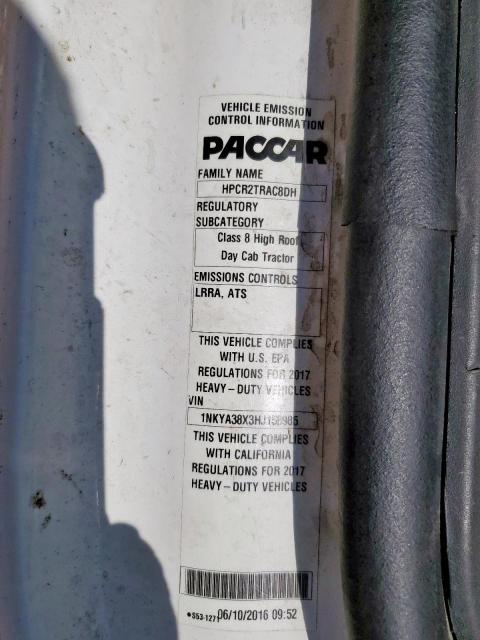 VEHICLE EMISSION
CONTROL INFORMATION
PACCAR
FAMILY NAME
HPCR2TRAC8DH
REGULATORY
SUBCATEGORY
Class 8 High Roof
Day Cab Tractor
EMISSIONS CONTROLS
LRRA, ATS
THIS VEHICLE COMPLIES
WITH U.S. EPA
REGULATIONS FOR 2017
HEAVY-DUTY VEHICLES
VIN
THIS VEHICLE COMPLIES
WITH CALIFORNIA
REGULATIONS FOR 2017
HEAVY-DUTY VEHICLES
06/10/2016 09:52